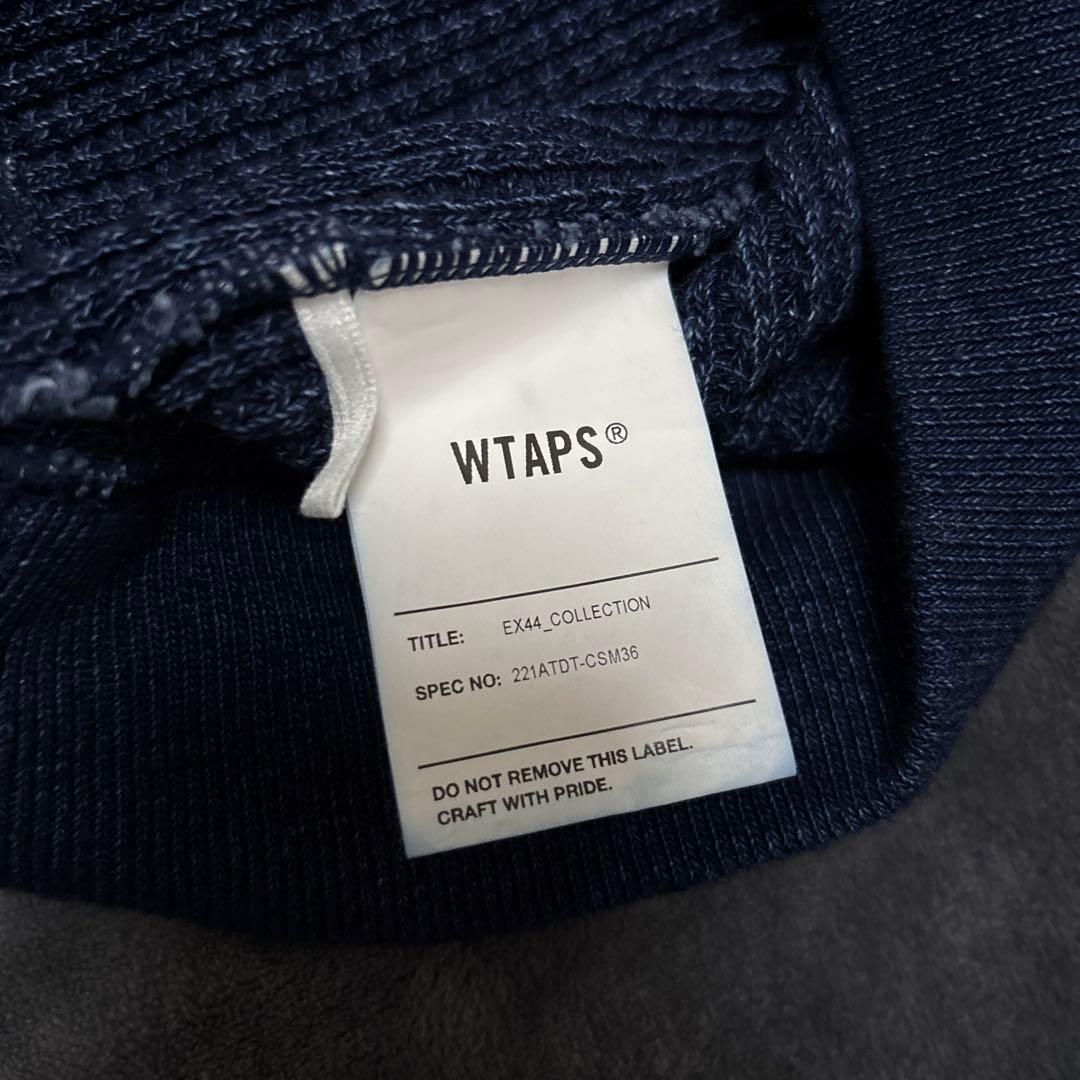 WTAPS®
TITLE: EX44_COLLECTION
SPEC NO: 221ATDT-CSM36
DO NOT REMOVE THIS LABEL.
CRAFT WITH PRIDE.